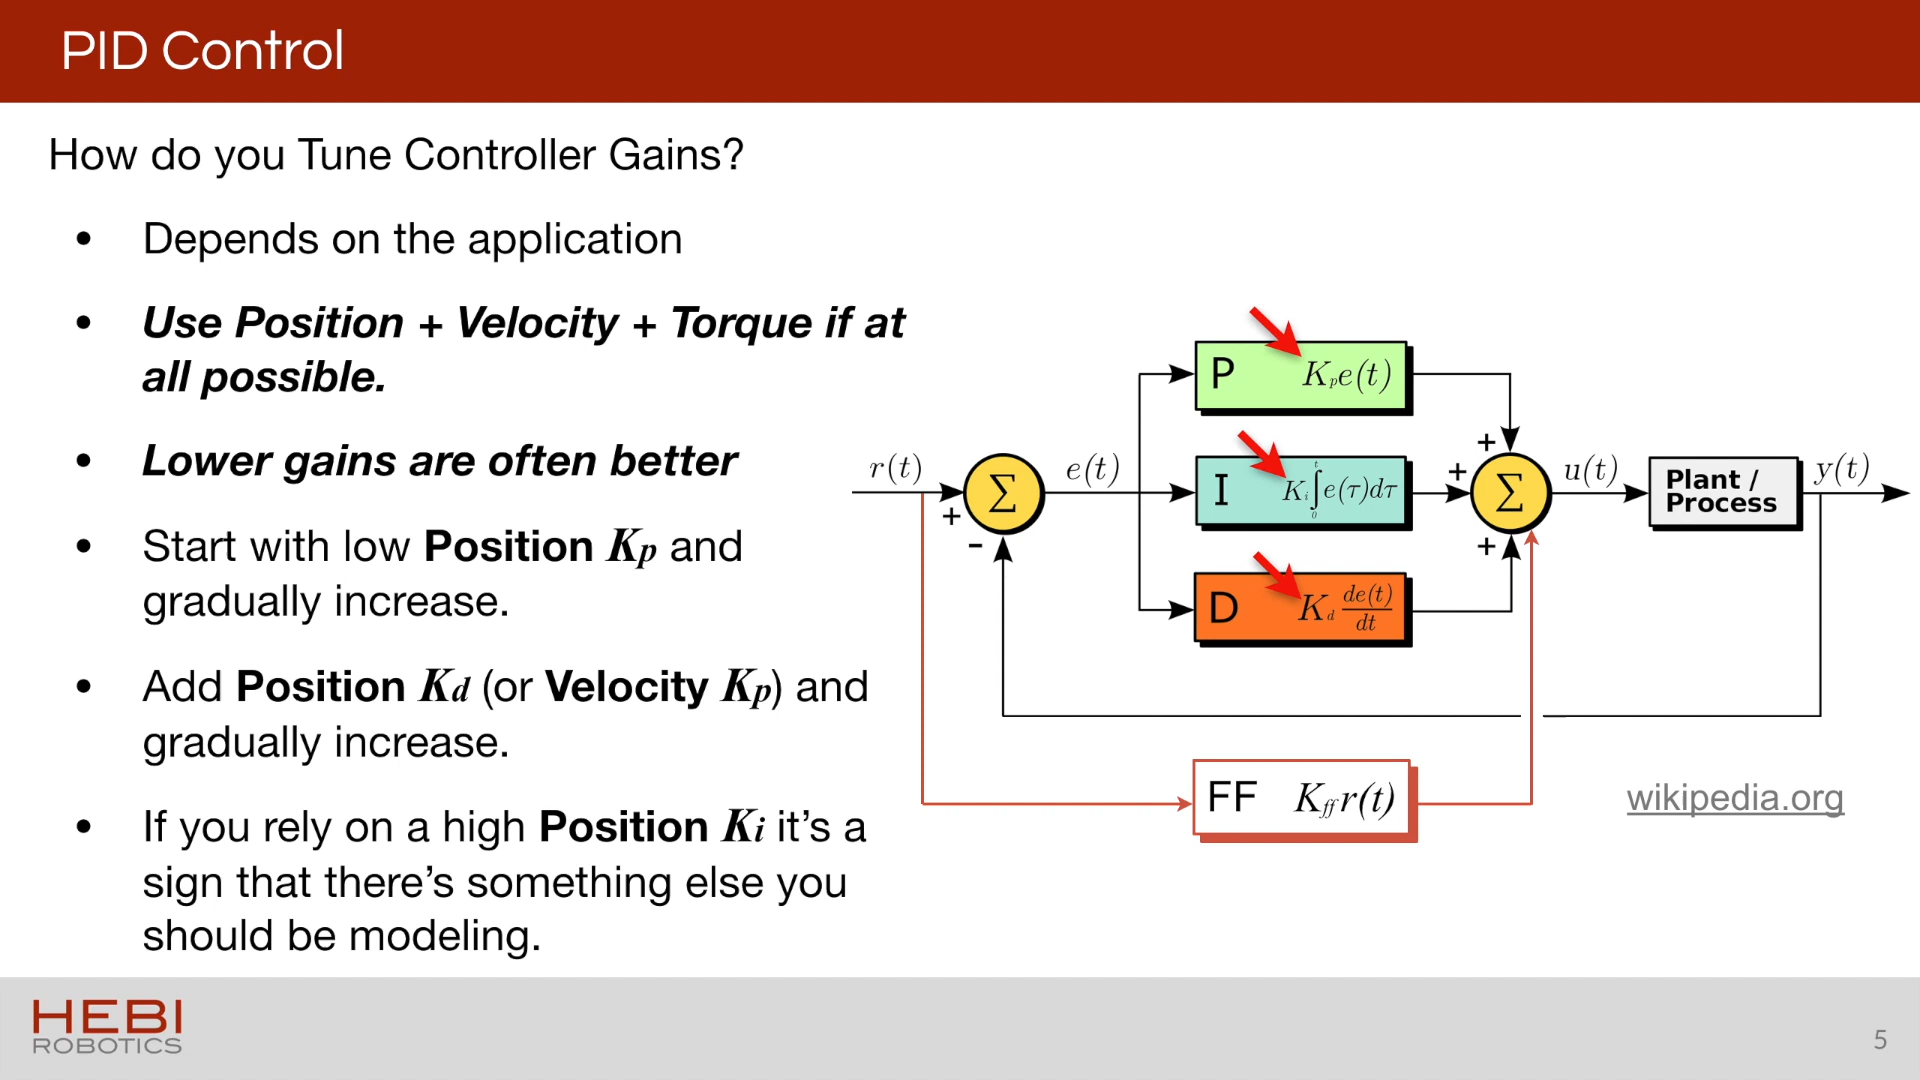 PID Control
How do you Tune Controller Gains?
• Depends on the application
• Use Position + Velocity + Torque if at
all possible.
• Lower gains are often better
• Start with low Position Kp and
gradually increase.
• Add Position Kd (or Velocity Kp) and
gradually increase.
• If you rely on a high Position Ki it's a
sign that there's something else you
should be modeling.
r(t)
+
-
Σ
e(t)
P Kₚe(t)
I Kᵢ∫₀ᵗe(τ)dτ
D K_d de(t)/dt
+
+
+
Σ
u(t)
Plant /
Process
y(t)
FF K_ff r(t)
wikipedia.org
HEBI
ROBOTICS
5